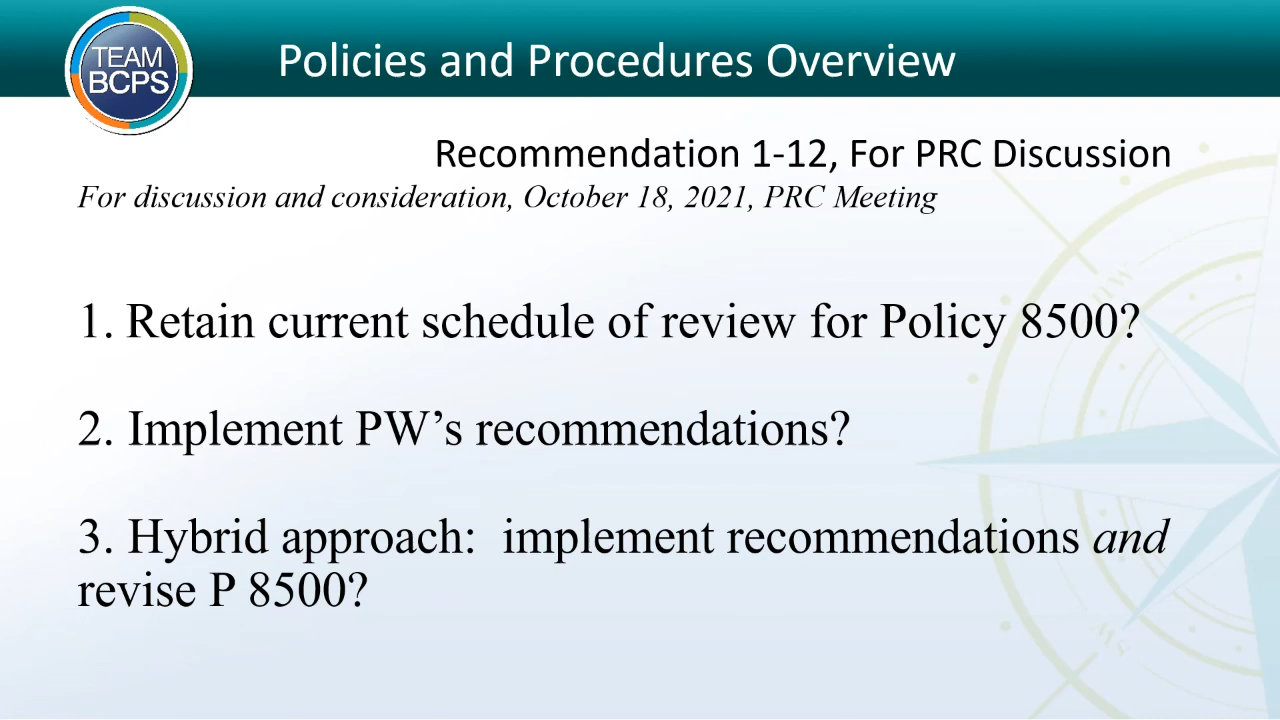 TEAM
BCPS
Policies and Procedures Overview
Recommendation 1-12, For PRC Discussion
For discussion and consideration, October 18, 2021, PRC Meeting
1. Retain current schedule of review for Policy 8500?
2. Implement PW’s recommendations?
3. Hybrid approach:  implement recommendations and
revise P 8500?